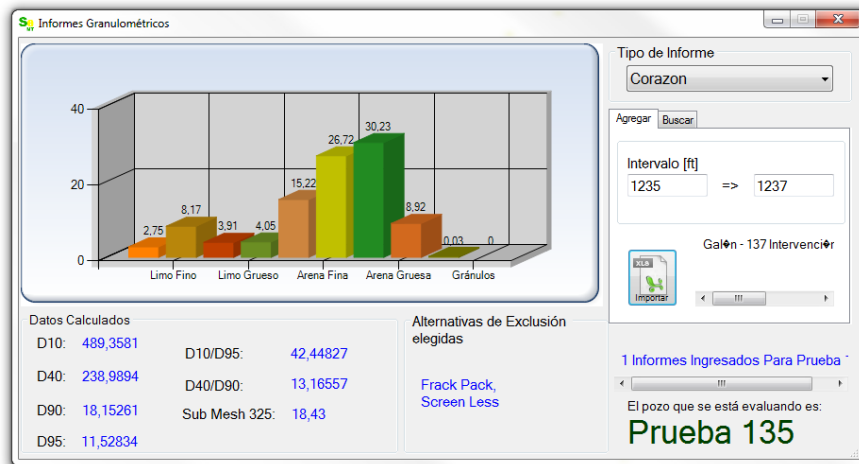 Informes Granulométricos
40
20
0
2,75
8,17
3,91
4,05
15,22
26,72
30,23
8,92
0,03
0
Limo Fino
Limo Grueso
Arena Fina
Arena Gruesa
Gránulos
Tipo de Informe
Corazon
Agregar Buscar
Intervalo [ft]
1235 => 1237
XLS
Importar
Gal�n - 137 Intervenci�r
Datos Calculados
D10: 489,3581
D40: 238,9894
D90: 18,15261
D95: 11,52834
D10/D95: 42,44827
D40/D90: 13,16557
Sub Mesh 325: 18,43
Alternativas de Exclusión
elegidas
Frack Pack,
Screen Less
1 Informes Ingresados Para Prueba
El pozo que se está evaluando es:
Prueba 135